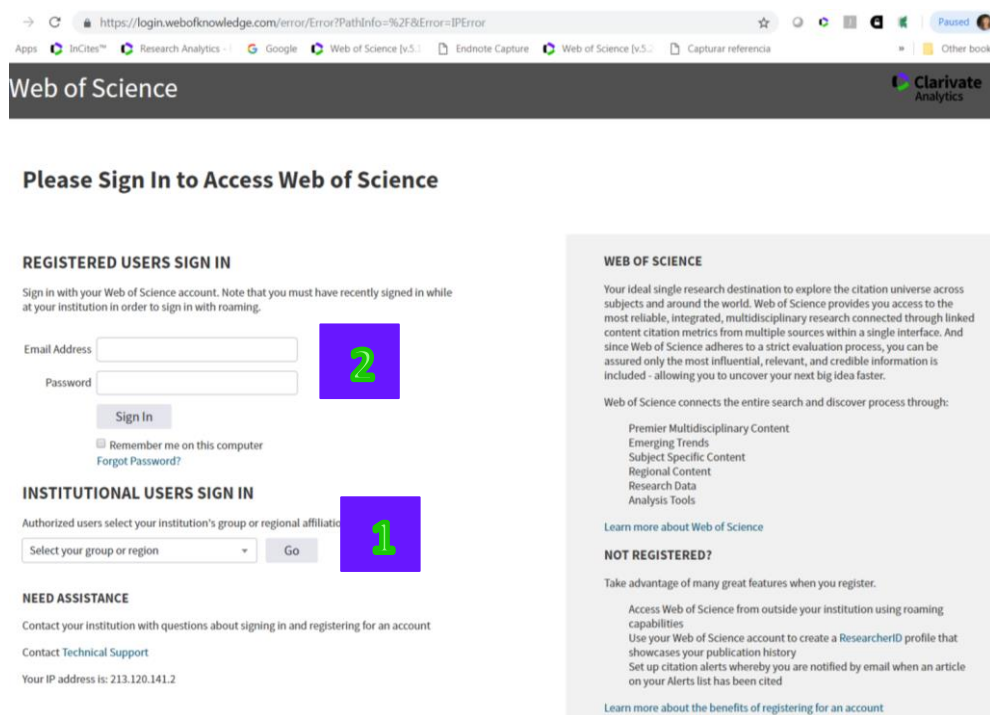 https://login.webofknowledge.com/error/Error?PathInfo=%2F&Error=IPError
Paused
Apps InCites™ Research Analytics - Google Web of Science [v.5. Endnote Capture Web of Science [v.5.2 Capturar referencia » Other book
Web of Science
Clarivate
Analytics
Please Sign In to Access Web of Science
REGISTERED USERS SIGN IN
Sign in with your Web of Science account. Note that you must have recently signed in while
at your institution in order to sign in with roaming.
Email Address
2
Password
Sign In
Remember me on this computer
Forgot Password?
INSTITUTIONAL USERS SIGN IN
Authorized users select your institution's group or regional affiliatio
1
Select your group or region
Go
NEED ASSISTANCE
Contact your institution with questions about signing in and registering for an account
Contact Technical Support
Your IP address is: 213.120.141.2
WEB OF SCIENCE
Your ideal single research destination to explore the citation universe across
subjects and around the world. Web of Science provides you access to the
most reliable, integrated, multidisciplinary research connected through linked
content citation metrics from multiple sources within a single interface. And
since Web of Science adheres to a strict evaluation process, you can be
assured only the most influential, relevant, and credible information is
included - allowing you to uncover your next big idea faster.
Web of Science connects the entire search and discover process through:
Premier Multidisciplinary Content
Emerging Trends
Subject Specific Content
Regional Content
Research Data
Analysis Tools
Learn more about Web of Science
NOT REGISTERED?
Take advantage of many great features when you register.
Access Web of Science from outside your institution using roaming
capabilities
Use your Web of Science account to create a ResearcherID profile that
showcases your publication history
Set up citation alerts whereby you are notified by email when an article
on your Alerts list has been cited
Learn more about the benefits of registering for an account